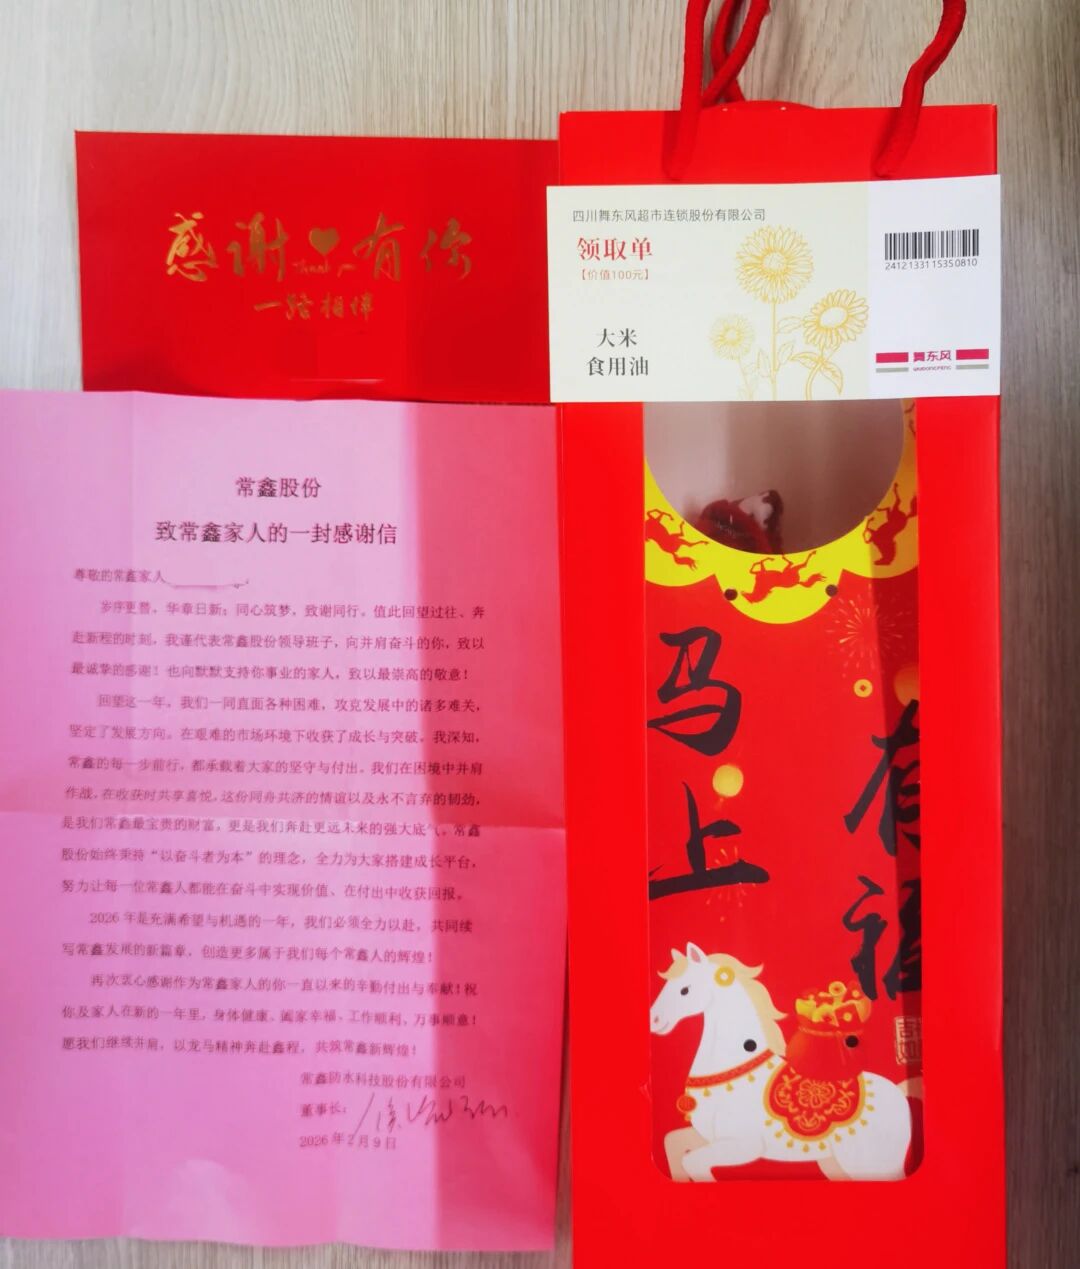 感谢有你
Thank you
一路相伴
四川舞东风超市连锁股份有限公司
领取单
【价值100元】
大米
食用油
2412133115350810
舞东风
WUDONGFENG
常鑫股份
致常鑫家人的一封感谢信
尊敬的常鑫家人
岁序更替，华章日新；同心筑梦，致谢同行。值此回望过往、奔
赴新程的时刻，我谨代表常鑫股份领导班子，向并肩奋斗的你，致以
最诚挚的感谢！也向默默支持你事业的家人，致以最崇高的敬意！
回望这一年，我们一同直面各种困难，攻克发展中的诸多难关，
坚定了发展方向。在艰难的市场环境下收获了成长与突破。我深知，
常鑫的每一步前行，都承载着大家的坚守与付出。我们在困境中并肩
作战，在收获时共享喜悦，这份同舟共济的情谊以及永不言弃的韧劲，
是我们常鑫最宝贵的财富，更是我们奔赴更远未来的强大底气。常鑫
股份始终秉持“以奋斗者为本”的理念，全力为大家搭建成长平台，
努力让每一位常鑫人都能在奋斗中实现价值、在付出中收获回报。
2026年是充满希望与机遇的一年，我们必须全力以赴，共同续
写常鑫发展的新篇章，创造更多属于我们每个常鑫人的辉煌！
再次衷心感谢作为常鑫家人的你一直以来的辛勤付出与奉献！祝
你及家人在新的一年里，身体健康、阖家幸福、工作顺利、万事顺意！
愿我们继续并肩，以龙马精神奔赴鑫程，共筑常鑫新辉煌！
常鑫防水科技股份有限公司
董事长：
2026年2月9日
马上
有福